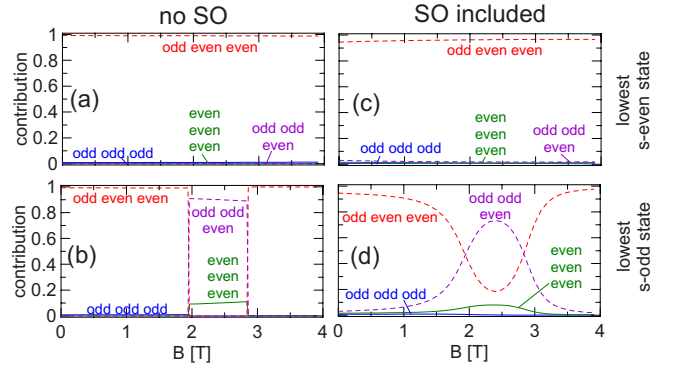 no SO
SO included
contribution
1
0.8
0.6
0.4
0.2
0
odd even even
(a)
even
even
even
odd odd
even
odd odd odd
odd even even
(c)
even
even
even
odd odd
even
odd odd odd
lowest
s-even state
contribution
1
0.8
0.6
0.4
0.2
0
odd even even
odd odd
even
(b)
even
even
even
odd odd odd
0
1
2
3
4
B [T]
odd even even
odd odd
even
(d)
even
even
even
odd odd odd
0
1
2
3
4
B [T]
lowest
s-odd state